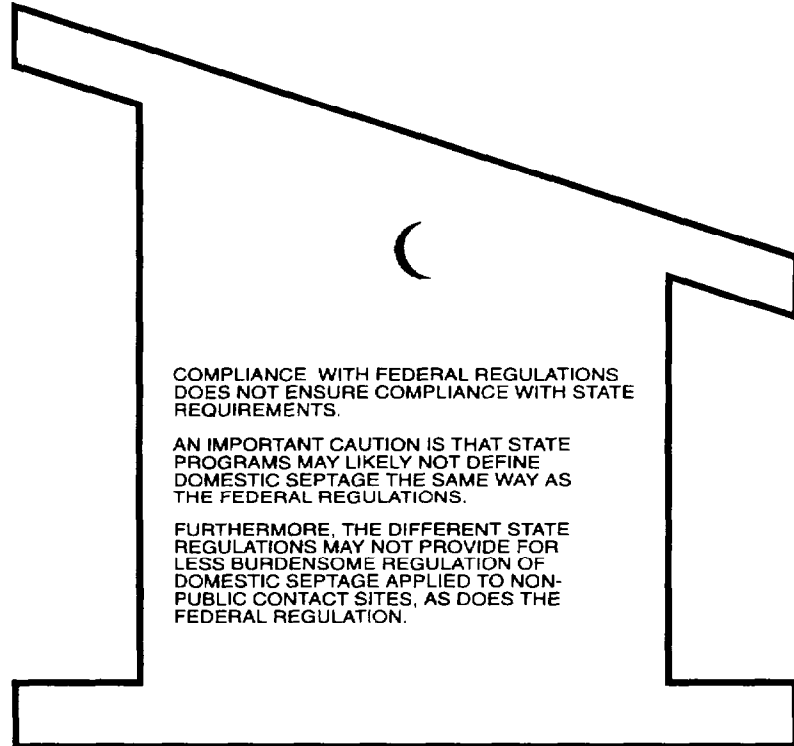 COMPLIANCE WITH FEDERAL REGULATIONS
DOES NOT ENSURE COMPLIANCE WITH STATE
REQUIREMENTS.
AN IMPORTANT CAUTION IS THAT STATE
PROGRAMS MAY LIKELY NOT DEFINE
DOMESTIC SEPTAGE THE SAME WAY AS
THE FEDERAL REGULATIONS.
FURTHERMORE, THE DIFFERENT STATE
REGULATIONS MAY NOT PROVIDE FOR
LESS BURDENSOME REGULATION OF
DOMESTIC SEPTAGE APPLIED TO NON-
PUBLIC CONTACT SITES, AS DOES THE
FEDERAL REGULATION.